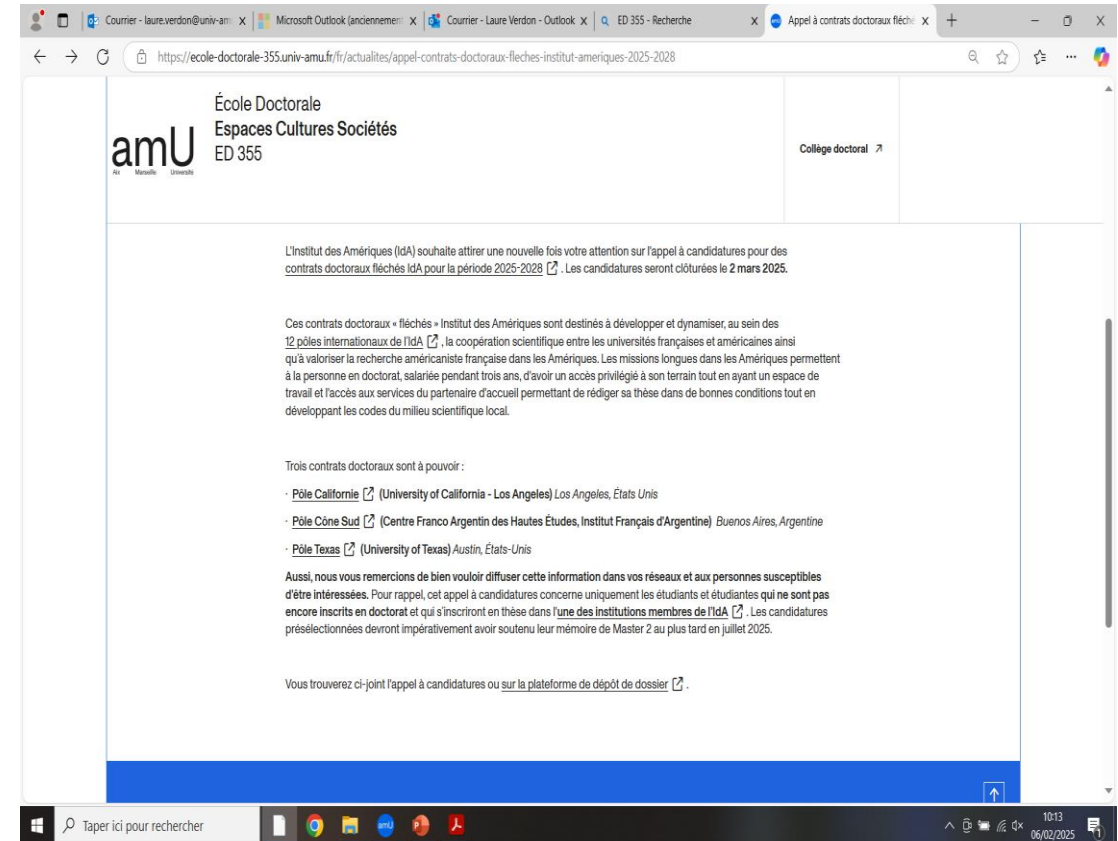 Courrier - laure.verdon@univ-am
Microsoft Outlook (anciennement
Courrier - Laure Verdon - Outlook
ED 355 - Recherche
Appel à contrats doctoraux fléché
https://ecole-doctorale-355.univ-amu.fr/fr/actualites/appel-contrats-doctoraux-fleches-institut-ameriques-2025-2028
École Doctorale
Espaces Cultures Sociétés
ED 355
amU
Aix Marseille Université
Collège doctoral
L'Institut des Amériques (IdA) souhaite attirer une nouvelle fois votre attention sur l'appel à candidatures pour des
contrats doctoraux fléchés IdA pour la période 2025-2028 . Les candidatures seront clôturées le 2 mars 2025.
Ces contrats doctoraux « fléchés » Institut des Amériques sont destinés à développer et dynamiser, au sein des
12 pôles internationaux de l'IdA , la coopération scientifique entre les universités françaises et américaines ainsi
qu'à valoriser la recherche américaniste française dans les Amériques. Les missions longues dans les Amériques permettent
à la personne en doctorat, salariée pendant trois ans, d'avoir un accès privilégié à son terrain tout en ayant un espace de
travail et l'accès aux services du partenaire d'accueil permettant de rédiger sa thèse dans de bonnes conditions tout en
développant les codes du milieu scientifique local.
Trois contrats doctoraux sont à pouvoir :
· Pôle Californie (University of California - Los Angeles) Los Angeles, États Unis
· Pôle Cône Sud (Centre Franco Argentin des Hautes Études, Institut Français d'Argentine) Buenos Aires, Argentine
· Pôle Texas (University of Texas) Austin, États-Unis
Aussi, nous vous remercions de bien vouloir diffuser cette information dans vos réseaux et aux personnes susceptibles
d'être intéressées. Pour rappel, cet appel à candidatures concerne uniquement les étudiants et étudiantes qui ne sont pas
encore inscrits en doctorat et qui s'inscriront en thèse dans l'une des institutions membres de l'IdA . Les candidatures
présélectionnées devront impérativement avoir soutenu leur mémoire de Master 2 au plus tard en juillet 2025.
Vous trouverez ci-joint l'appel à candidatures ou sur la plateforme de dépôt de dossier .
Taper ici pour rechercher
amU
10:13
06/02/2025
1